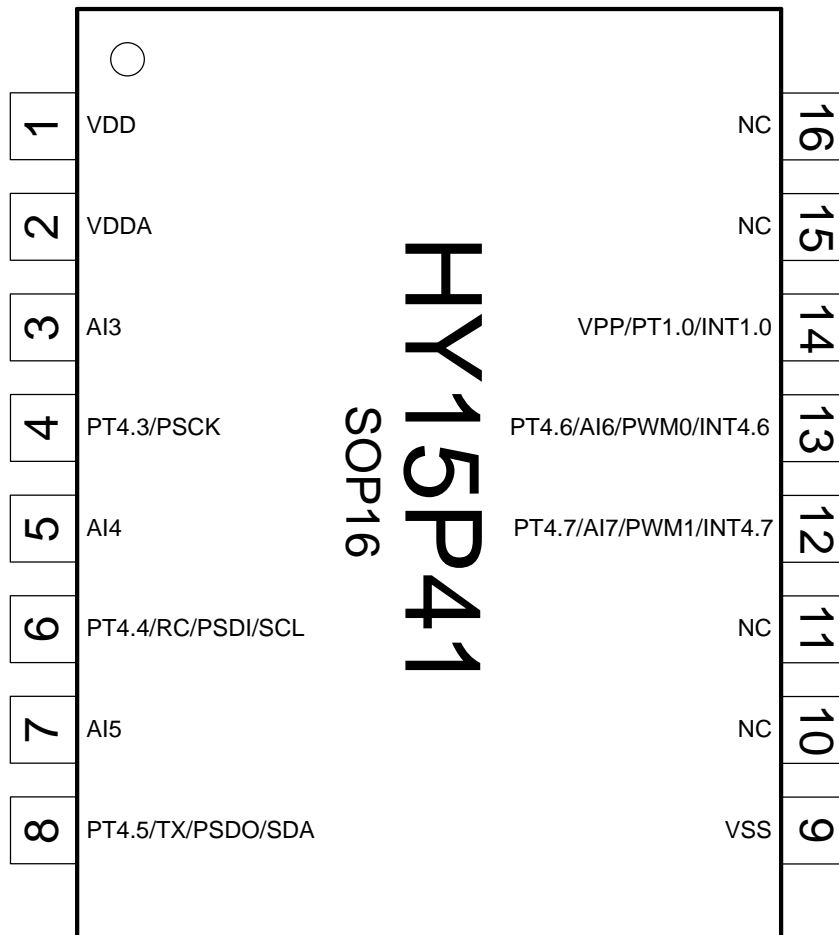 1 VDD
2 VDDA
3 AI3
4 PT4.3/PSCK
5 AI4
6 PT4.4/RC/PSDI/SCL
7 AI5
8 PT4.5/TX/PSDO/SDA
HY15P41
SOP16
NC 16
NC 15
VPP/PT1.0/INT1.0 14
PT4.6/AI6/PWM0/INT4.6 13
PT4.7/AI7/PWM1/INT4.7 12
NC 11
NC 10
VSS 9